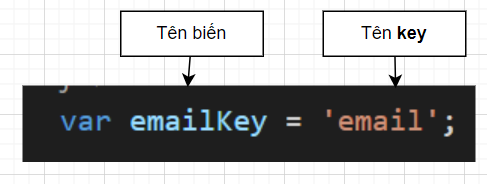 Tên biến
Tên key
var emailKey = 'email';